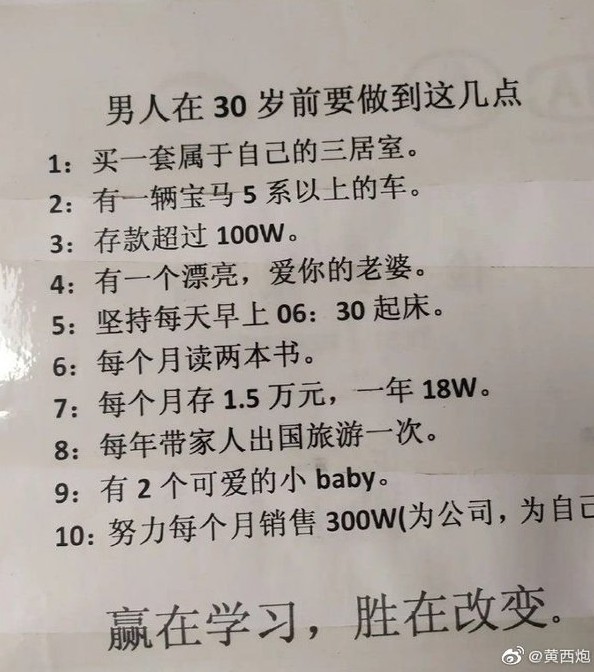 男人在 30 岁前要做到这几点
1：买一套属于自己的三居室。
2：有一辆宝马 5 系以上的车。
3：存款超过 100W。
4：有一个漂亮，爱你的老婆。
5：坚持每天早上 06：30 起床。
6：每个月读两本书。
7：每个月存 1.5 万元，一年 18W。
8：每年带家人出国旅游一次。
9：有 2 个可爱的小 baby。
10：努力每个月销售 300W(为公司，为自己
赢在学习，胜在改变。
@黄西炮